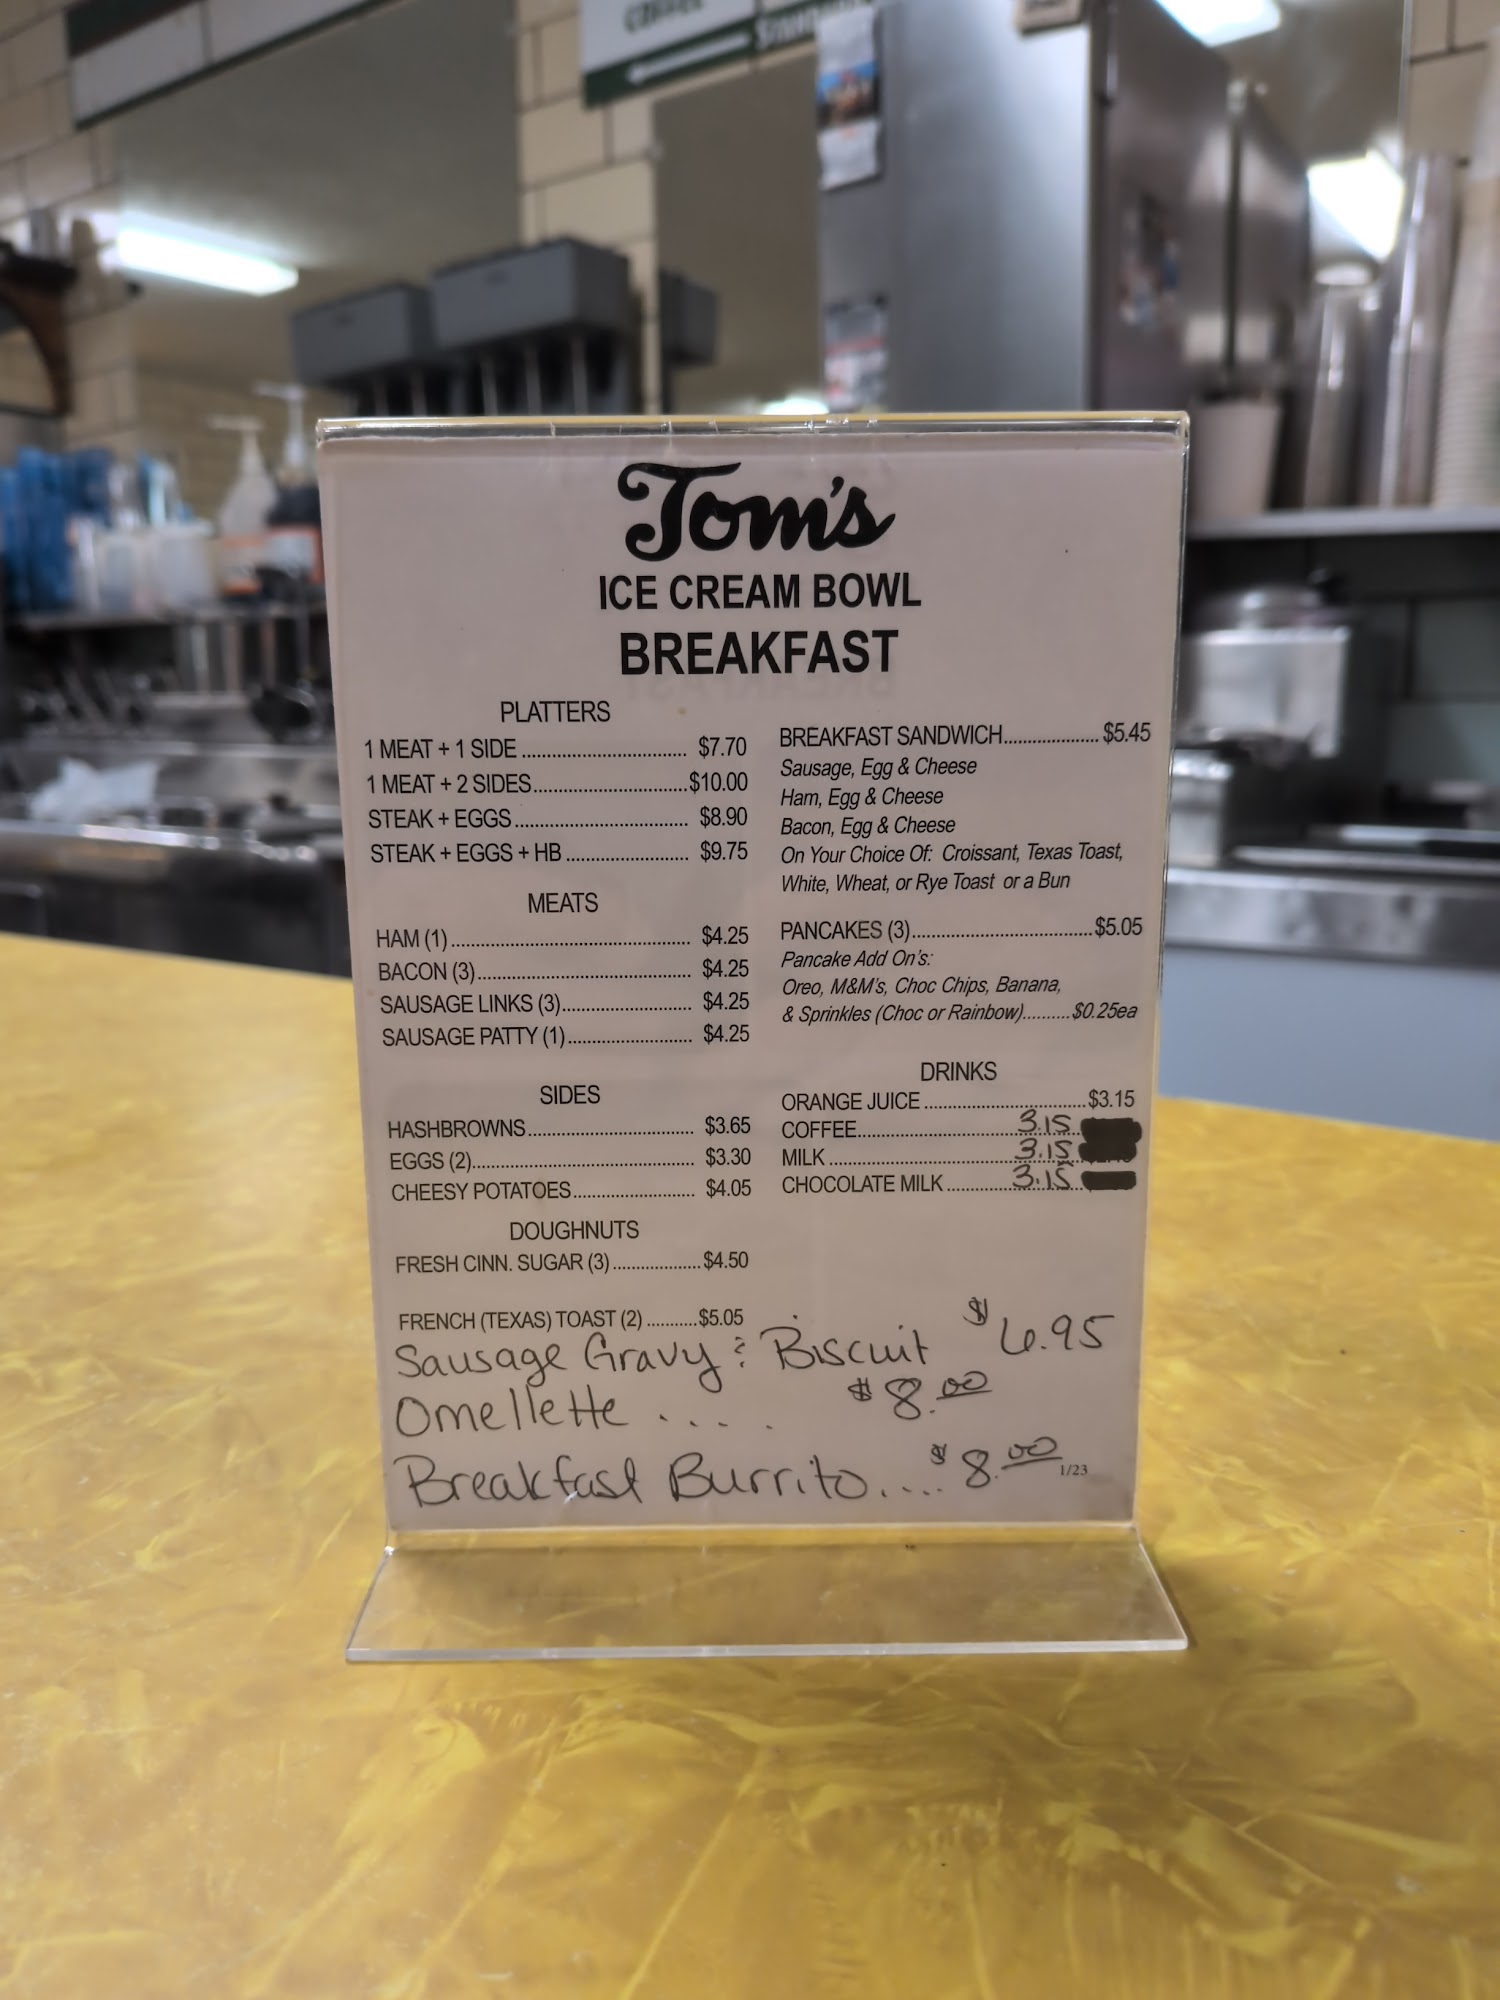 COFFEE
Tom's
ICE CREAM BOWL
BREAKFAST
PLATTERS
1 MEAT + 1 SIDE ........................ $7.70
1 MEAT + 2 SIDES........................ $10.00
STEAK + EGGS ........................ $8.90
STEAK + EGGS + HB ........................ $9.75
MEATS
HAM (1) ........................ $4.25
BACON (3)........................ $4.25
SAUSAGE LINKS (3)........................ $4.25
SAUSAGE PATTY (1)........................ $4.25
SIDES
HASHBROWNS........................ $3.65
EGGS (2)........................ $3.30
CHEESY POTATOES........................ $4.05
DOUGHNUTS
FRESH CINN. SUGAR (3) ................... $4.50
FRENCH (TEXAS) TOAST (2) .......... $5.05
BREAKFAST SANDWICH.................... $5.45
Sausage, Egg & Cheese
Ham, Egg & Cheese
Bacon, Egg & Cheese
On Your Choice Of: Croissant, Texas Toast,
White, Wheat, or Rye Toast or a Bun
PANCAKES (3)........................ $5.05
Pancake Add On's:
Oreo, M&M's, Choc Chips, Banana,
& Sprinkles (Choc or Rainbow).......... $0.25ea
DRINKS
ORANGE JUICE ........................ $3.15
COFFEE........................ 3.15
MILK ........................ 3.15
CHOCOLATE MILK .............. 3.15
Sausage Gravy & Biscuit $6.95
Omellette .... $8.00
Breakfast Burrito.... $8.00
1/23